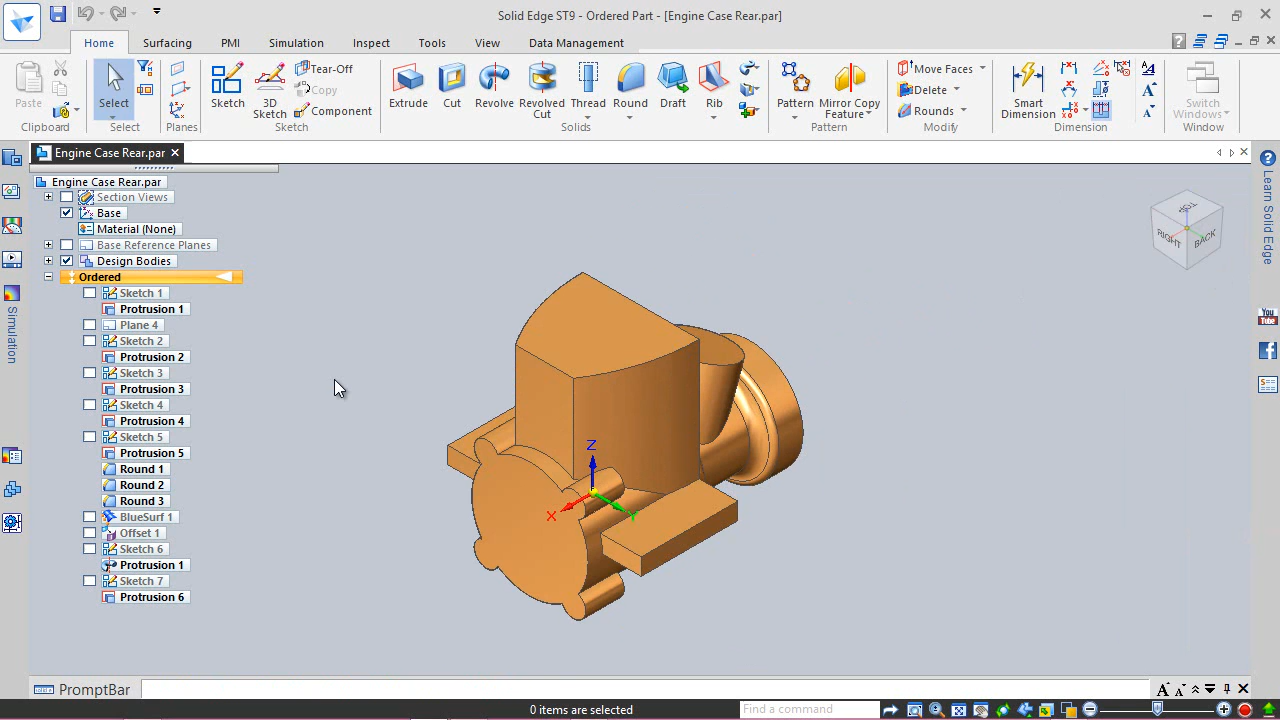 Solid Edge ST9 - Ordered Part - [Engine Case Rear.par]
Home Surfacing PMI Simulation Inspect Tools View Data Management
Paste
Clipboard
Select
Select
Planes
Sketch
3D Sketch
Tear-Off
Copy
Component
Sketch
Extrude
Cut
Revolve
Revolved Cut
Thread
Round
Draft
Rib
Solids
Pattern
Mirror Copy Feature
Pattern
Move Faces
Delete
Rounds
Modify
Smart Dimension
Dimension
Switch Windows
Window
Engine Case Rear.par
Engine Case Rear.par
Section Views
Base
Material (None)
Base Reference Planes
Design Bodies
Ordered
Sketch 1
Protrusion 1
Plane 4
Sketch 2
Protrusion 2
Sketch 3
Protrusion 3
Sketch 4
Protrusion 4
Sketch 5
Protrusion 5
Round 1
Round 2
Round 3
BlueSurf 1
Offset 1
Sketch 6
Protrusion 1
Sketch 7
Protrusion 6
Simulation
Z
X
Y
TOP
RIGHT
BACK
Learn Solid Edge
You Tube
PromptBar
0 items are selected
Find a command